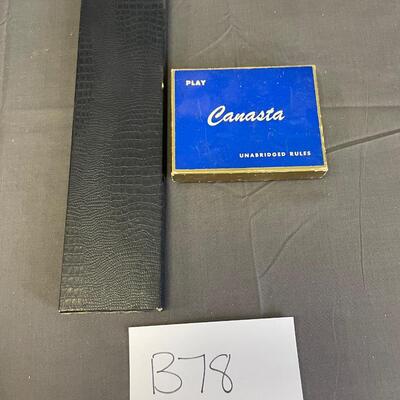 PLAY
Canasta
UNABRIDGED RULES
B78